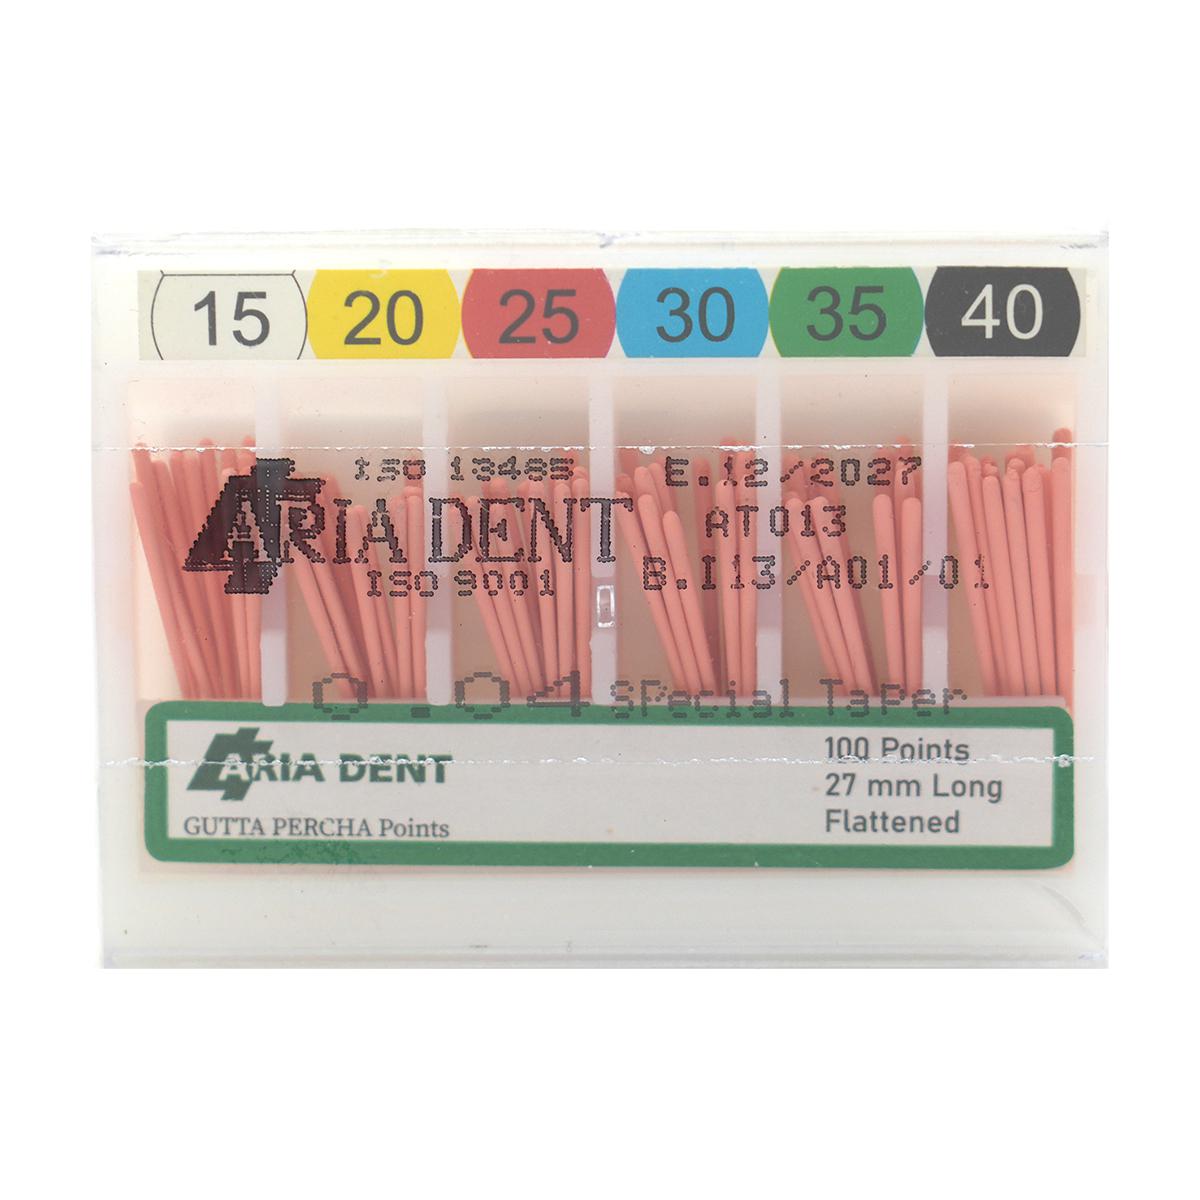 15 20 25 30 35 40
ISO 13485 E.12/2027
ARIA DENT AT013
ISO 9001 B.I13/A01/01
0.04 Special Taper
ARIA DENT
GUTTA PERCHA Points
100 Points
27 mm Long
Flattened